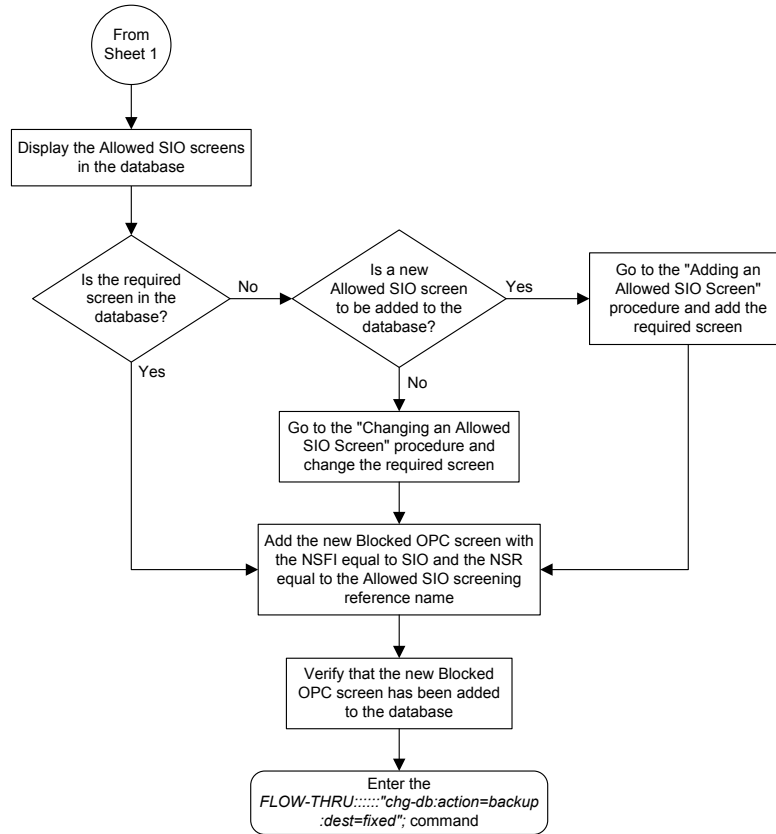 From
Sheet 1
Display the Allowed SIO screens
in the database
Is the required
screen in the
database?
No
Yes
Is a new
Allowed SIO screen
to be added to the
database?
Yes
No
Go to the "Adding an
Allowed SIO Screen"
procedure and add the
required screen
Go to the "Changing an Allowed
SIO Screen" procedure and
change the required screen
Add the new Blocked OPC screen with
the NSFI equal to SIO and the NSR
equal to the Allowed SIO screening
reference name
Verify that the new Blocked
OPC screen has been added
to the database
Enter the
FLOW-THRU::::::"chg-db:action=backup
:dest=fixed"; command